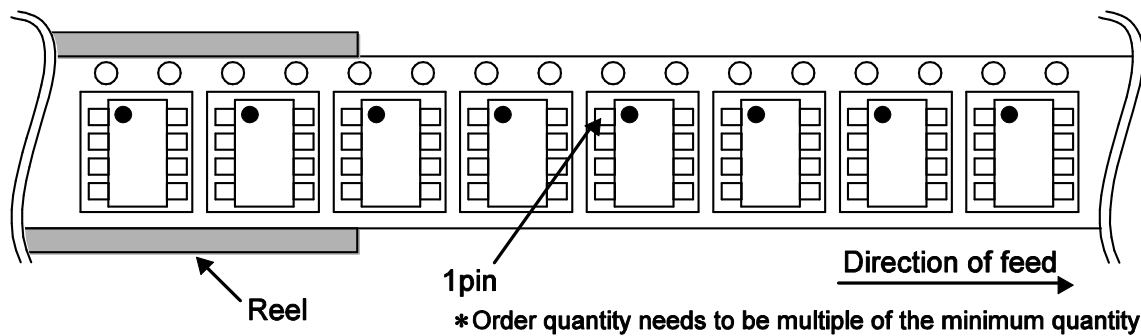 Direction of feed
1pin
Reel
*Order quantity needs to be multiple of the minimum quantity